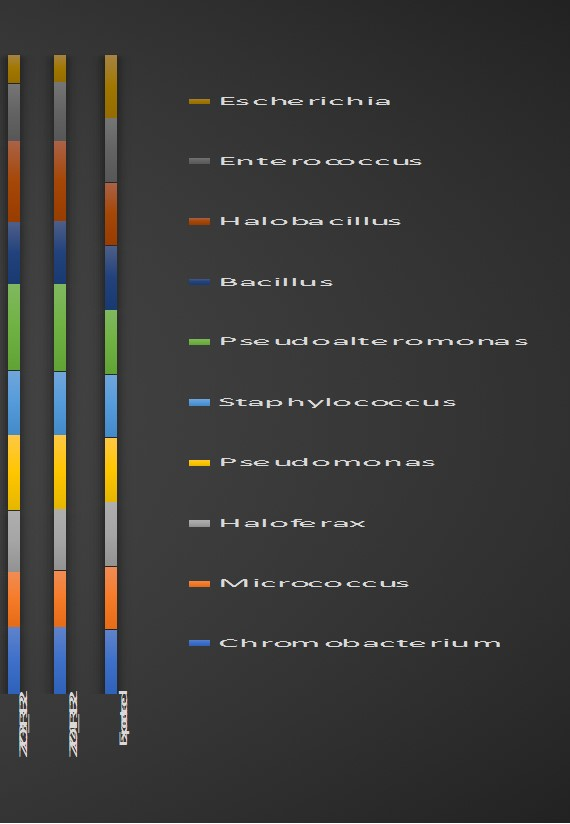 Escherichia
Enterococcus
Halobacillus
Bacillus
Pseudoalteromonas
Staphylococcus
Pseudomonas
Haloferax
Micrococcus
Chromobacterium